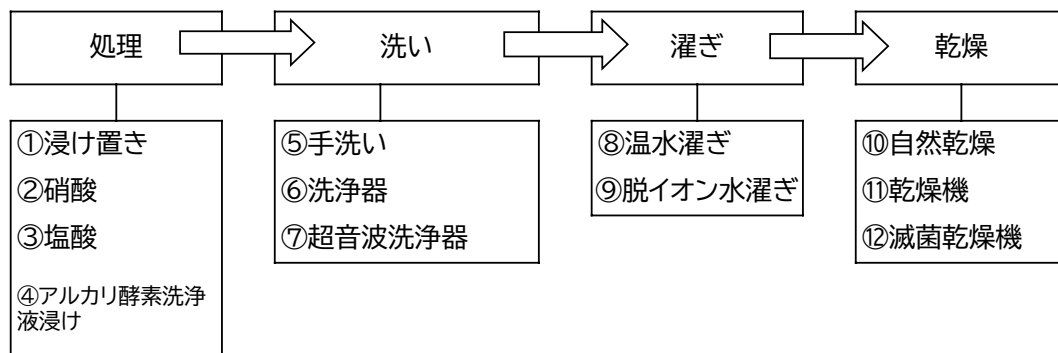 処理
洗い
濯ぎ
乾燥
①浸け置き
②硝酸
③塩酸
④アルカリ酵素洗浄
液浸け
⑤手洗い
⑥洗浄器
⑦超音波洗浄器
⑧温水濯ぎ
⑨脱イオン水濯ぎ
⑩自然乾燥
⑪乾燥機
⑫滅菌乾燥機